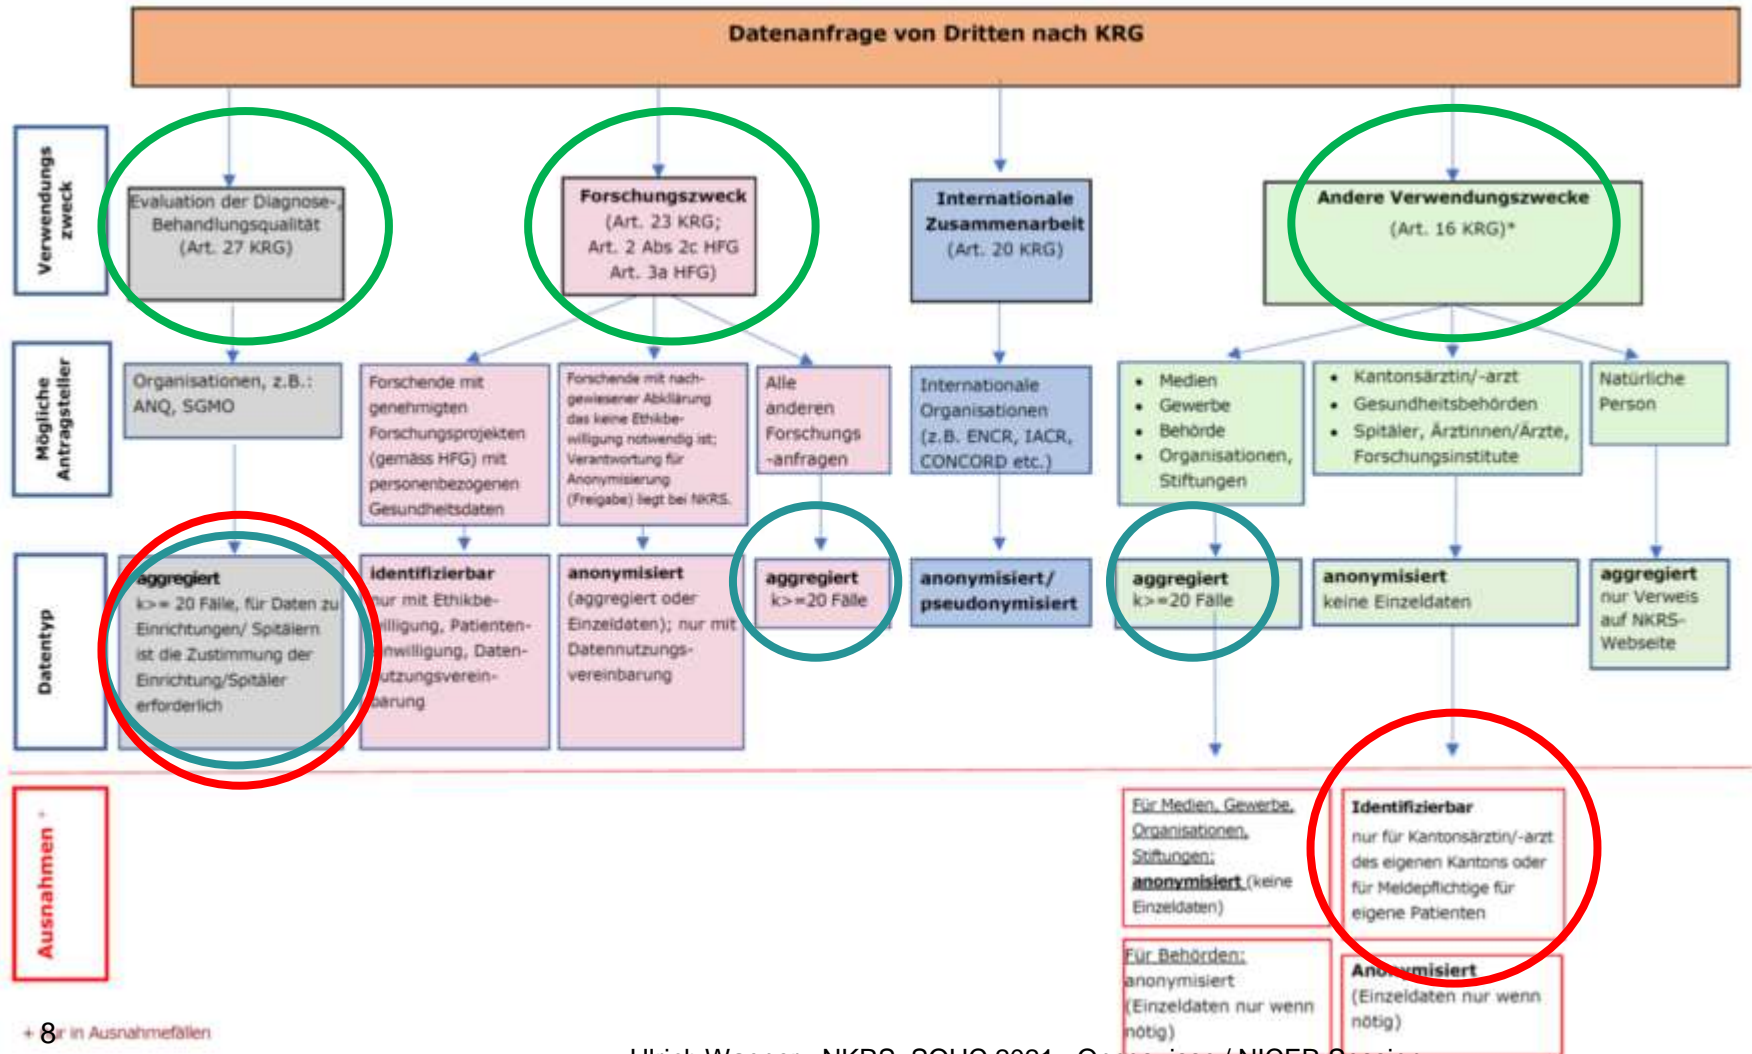 Datenanfrage von Dritten nach KRG
Verwendungs
zweck
Evaluation der Diagnose-,
Behandlungsqualität
(Art. 27 KRG)
Forschungszweck
(Art. 23 KRG;
Art. 2 Abs 2c HFG
Art. 3a HFG)
Internationale
Zusammenarbeit
(Art. 20 KRG)
Andere Verwendungszwecke
(Art. 16 KRG)*
Mögliche
Antragsteller
Organisationen, z.B.:
ANQ, SGMO
Forschende mit
genehmigten
Forschungsprojekten
(gemäss HFG) mit
personenbezogenen
Gesundheitsdaten
Forschende mit nach-
gewiesener Abklärung
das keine Ethikbe-
willigung notwendig ist;
Verantwortung für
Anonymisierung
(Freigabe) liegt bei NKRS.
Alle
anderen
Forschungs
-anfragen
Internationale
Organisationen
(z.B. ENCR, IACR,
CONCORD etc.)
• Medien
• Gewerbe
• Behörde
• Organisationen,
Stiftungen
• Kantonsärztin/-arzt
• Gesundheitsbehörden
• Spitäler, Ärztinnen/Ärzte,
Forschungsinstitute
Natürliche
Person
Datentyp
aggregiert
k>= 20 Fälle, für Daten zu
Einrichtungen/ Spitälern
ist die Zustimmung der
Einrichtung/Spitäler
erforderlich
identifizierbar
nur mit Ethikbe-
willigung, Patienten-
einwilligung, Daten-
nutzungsverein-
barung
anonymisiert
(aggregiert oder
Einzeldaten); nur mit
Datennutzungs-
vereinbarung
aggregiert
k>=20 Fälle
anonymisiert/
pseudonymisiert
aggregiert
k>=20 Fälle
anonymisiert
keine Einzeldaten
aggregiert
nur Verweis
auf NKRS-
Webseite
Ausnahmen +
Für Medien, Gewerbe,
Organisationen,
Stiftungen:
anonymisiert (keine
Einzeldaten)
Identifizierbar
nur für Kantonsärztin/-arzt
des eigenen Kantons oder
für Meldepflichtige für
eigene Patienten
Für Behörden:
anonymisiert
(Einzeldaten nur wenn
nötig)
Anonymisiert
(Einzeldaten nur wenn
nötig)
+ nur in Ausnahmefällen
8